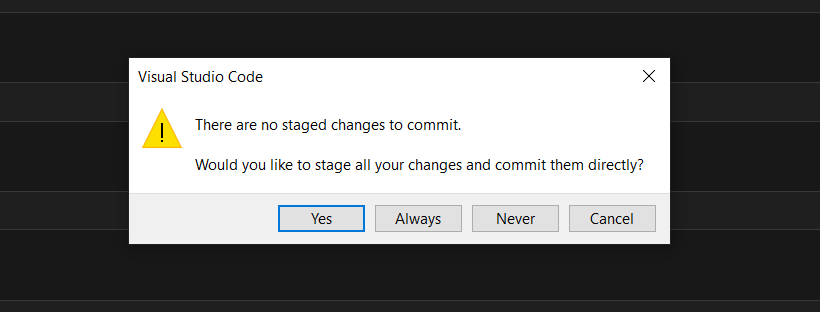 Visual Studio Code
There are no staged changes to commit.
Would you like to stage all your changes and commit them directly?
Yes
Always
Never
Cancel